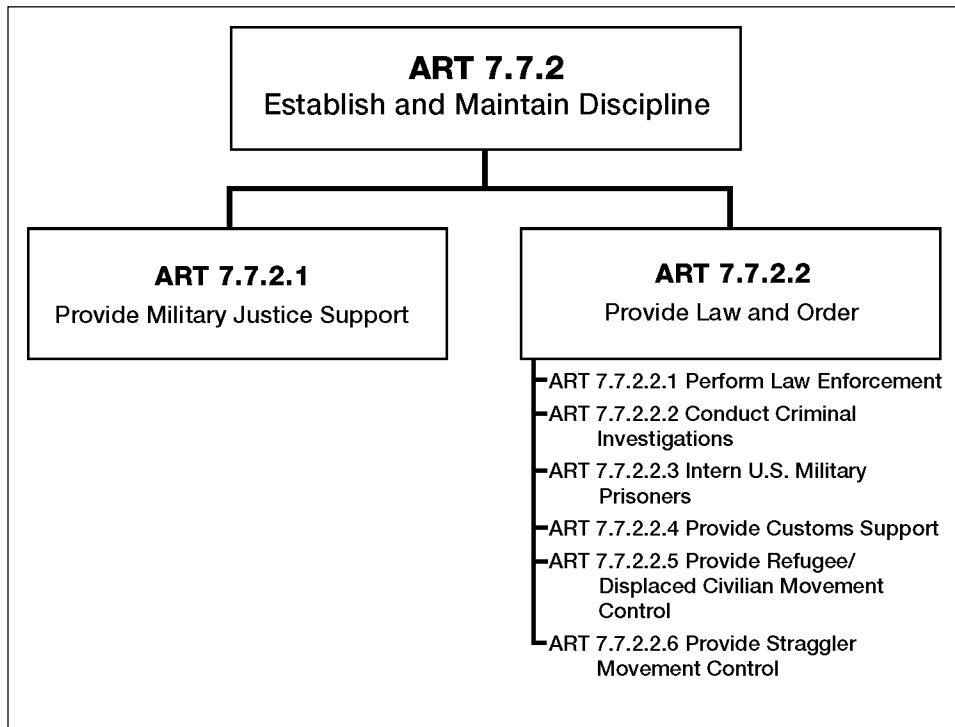 ART 7.7.2
Establish and Maintain Discipline
ART 7.7.2.1
Provide Military Justice Support
ART 7.7.2.2
Provide Law and Order
ART 7.7.2.2.1 Perform Law Enforcement
ART 7.7.2.2.2 Conduct Criminal
Investigations
ART 7.7.2.2.3 Intern U.S. Military
Prisoners
ART 7.7.2.2.4 Provide Customs Support
ART 7.7.2.2.5 Provide Refugee/
Displaced Civilian Movement
Control
ART 7.7.2.2.6 Provide Straggler
Movement Control